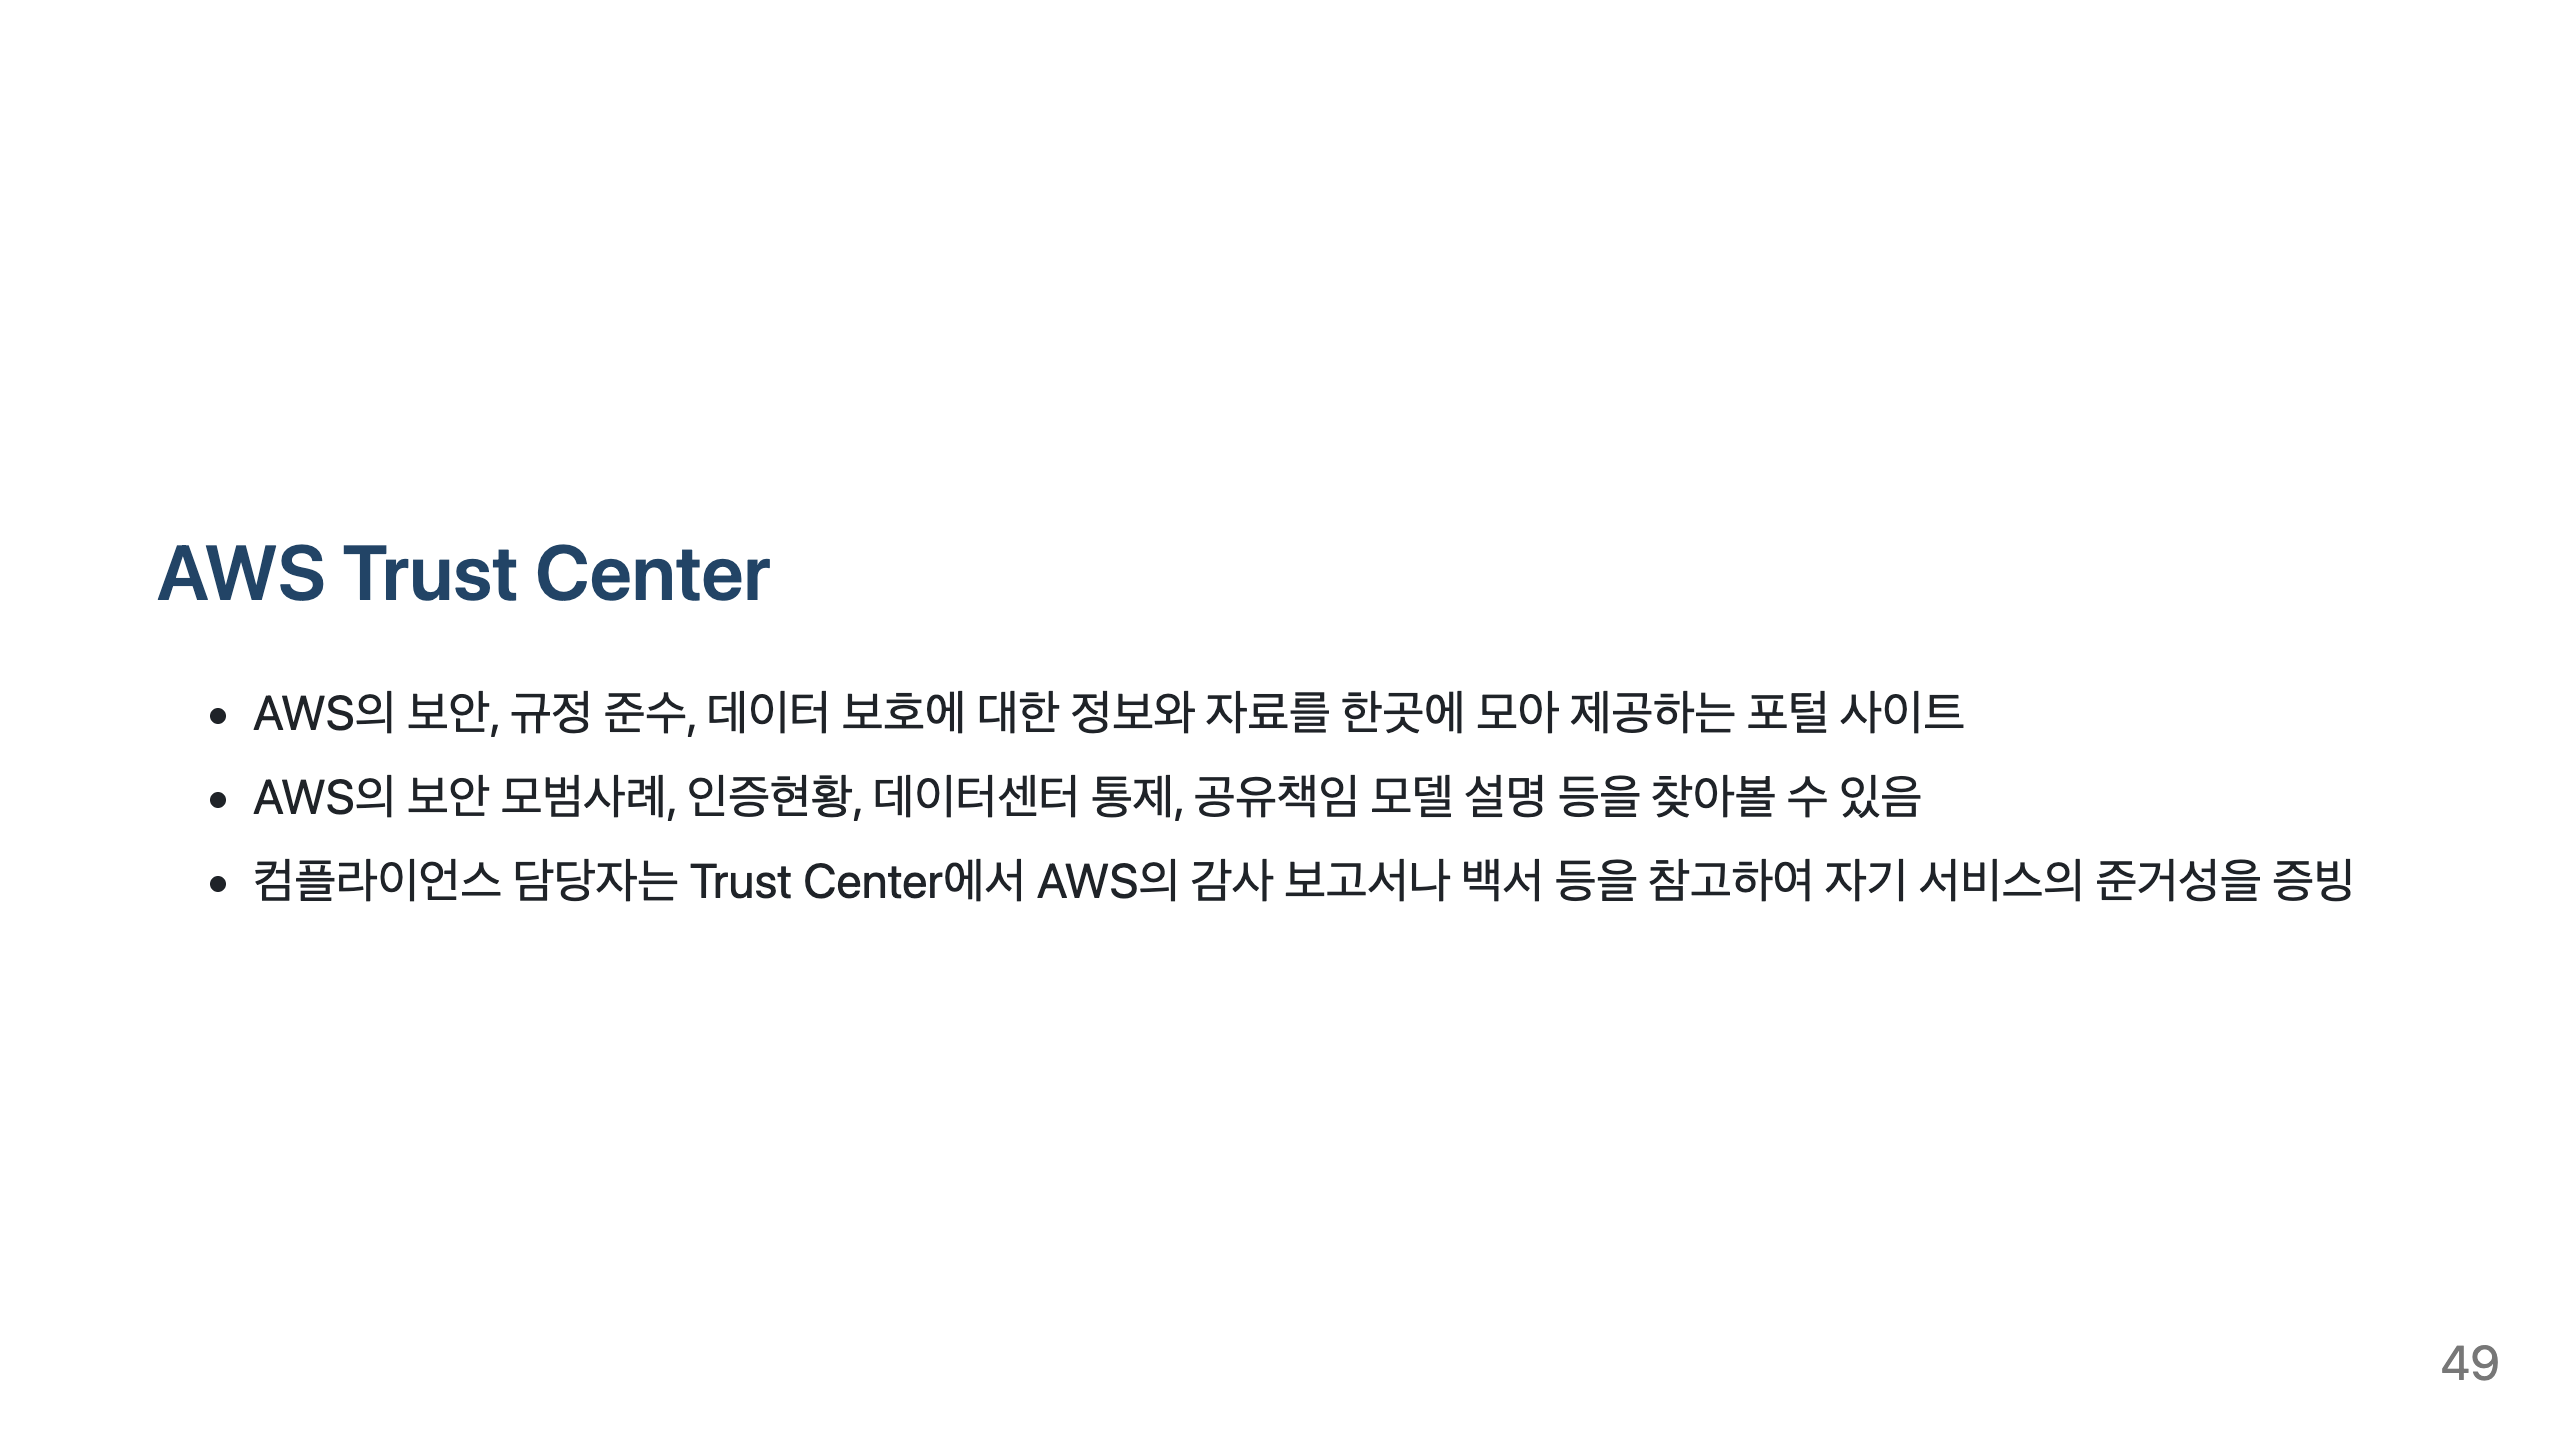 AWS Trust Center
• AWS의 보안, 규정 준수, 데이터 보호에 대한 정보와 자료를 한곳에 모아 제공하는 포털 사이트
• AWS의 보안 모범사례, 인증현황, 데이터센터 통제, 공유책임 모델 설명 등을 찾아볼 수 있음
• 컴플라이언스 담당자는 Trust Center에서 AWS의 감사 보고서나 백서 등을 참고하여 자기 서비스의 준거성을 증빙
49